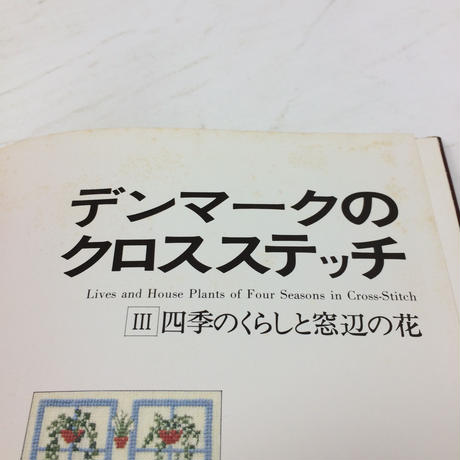 デンマークの
クロスステッチ
Lives and House Plants of Four Seasons in Cross-Stitch
III 四季のくらしと窓辺の花